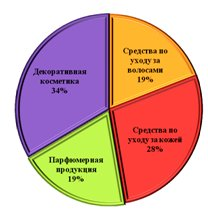 Декоративная
косметика
34%
Средства по
уходу за
волосами
19%
Средства по
уходу за кожей
28%
Парфюмерная
продукция
19%